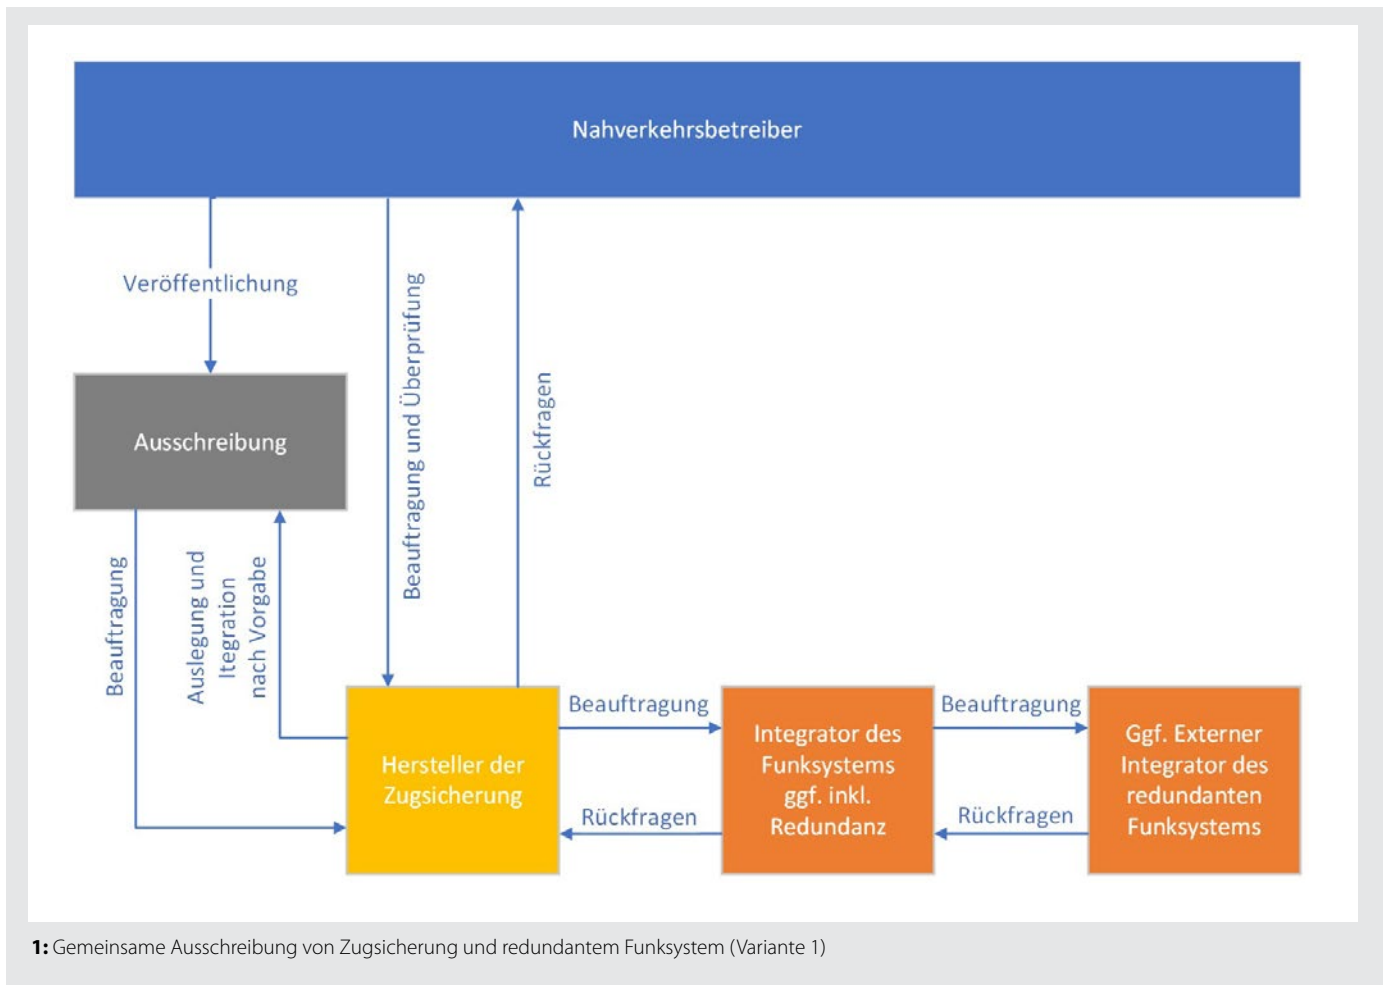 Nahverkehrsbetreiber
Veröffentlichung
Beauftragung und Überprüfung
Rückfragen
Ausschreibung
Beauftragung
Auslegung und
Itegration
nach Vorgabe
Hersteller der
Zugsicherung
Beauftragung
Rückfragen
Integrator des
Funksystems
ggf. inkl.
Redundanz
Beauftragung
Rückfragen
Ggf. Externer
Integrator des
redundanten
Funksystems
1: Gemeinsame Ausschreibung von Zugsicherung und redundantem Funksystem (Variante 1)